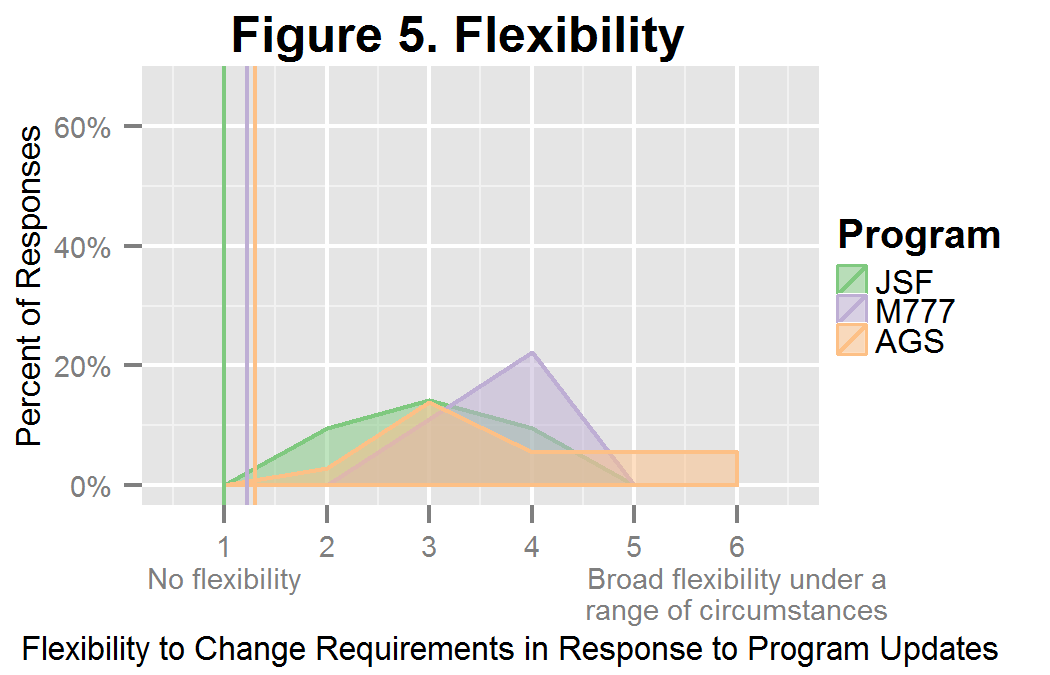 Figure 5. Flexibility
Percent of Responses
60%
40%
20%
0%
1 2 3 4 5 6
No flexibility
Broad flexibility under a
range of circumstances
Flexibility to Change Requirements in Response to Program Updates
Program
JSF
M777
AGS